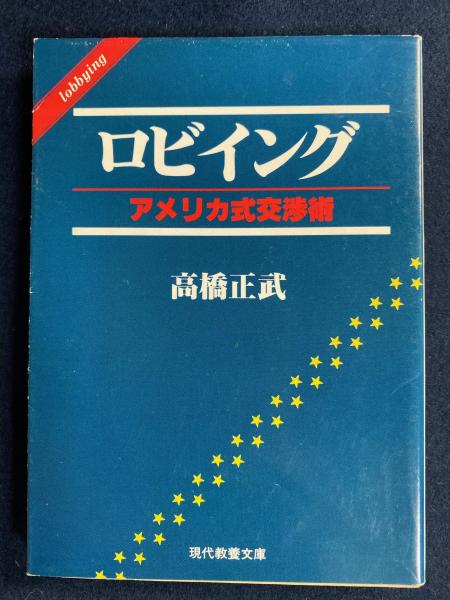 lobbying
ロビイング
アメリカ式交渉術
高橋正武
現代教養文庫